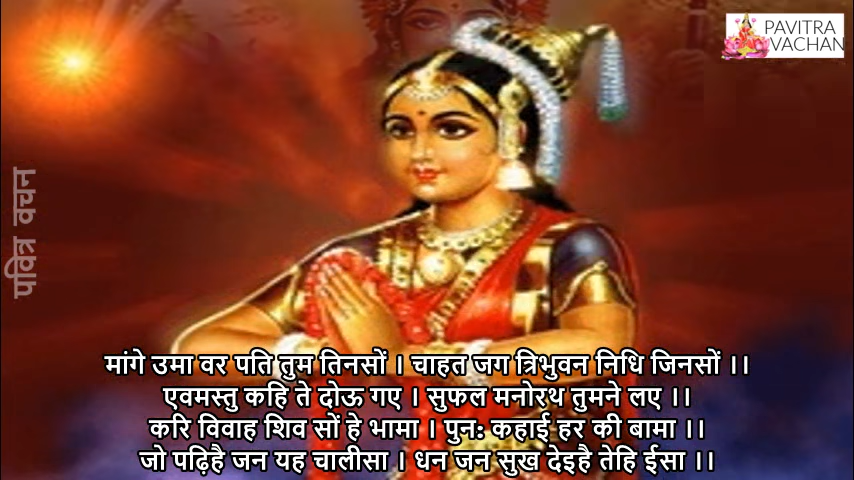 PAVITRA
VACHAN
पवित्र वचन
मांगे उमा वर पति तुम तिनसों । चाहत जग त्रिभुवन निधि जिनसों ।।
एवमस्तु कहि ते दोऊ गए । सुफल मनोरथ तुमने लए ।।
करि विवाह शिव सों हे भामा । पुन: कहाई हर की बामा ।।
जो पढ़िहै जन यह चालीसा । धन जन सुख देइहै तेहि ईसा ।।